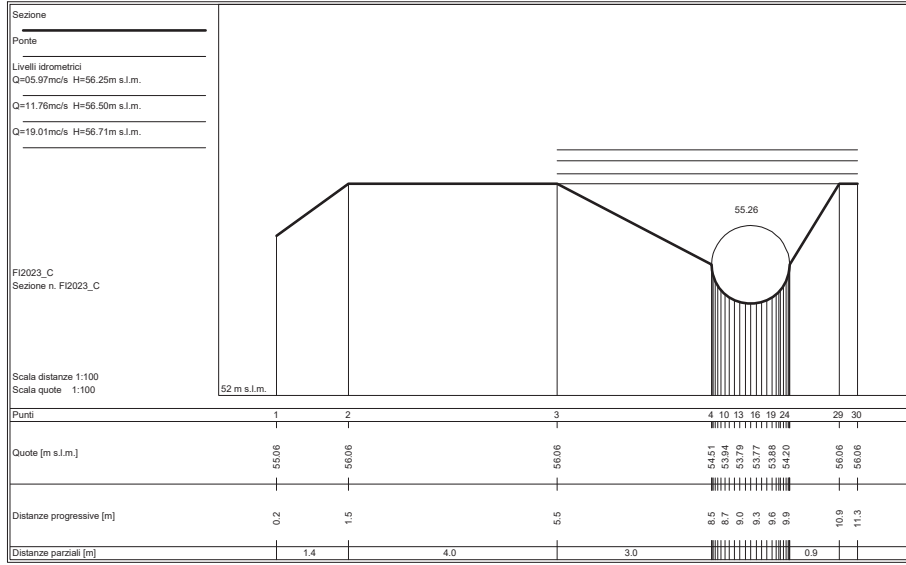 Sezione
Ponte
Livelli idrometrici
Q=05.97mc/s H=56.25m s.l.m.
Q=11.76mc/s H=56.50m s.l.m.
Q=19.01mc/s H=56.71m s.l.m.
55.26
FI2023_C
Sezione n. FI2023_C
Scala distanze 1:100
Scala quote 1:100
52 m s.l.m.
Punti 1 2 3 4 10 13 16 19 24 29 30
Quote [m s.l.m.] 55.06 56.06 56.06 54.51 53.94 53.79 53.77 53.88 54.20 56.06 56.06
Distanze progressive [m] 0.2 1.5 5.5 8.5 8.7 9.0 9.3 9.6 9.9 10.9 11.3
Distanze parziali [m] 1.4 4.0 3.0 0.9